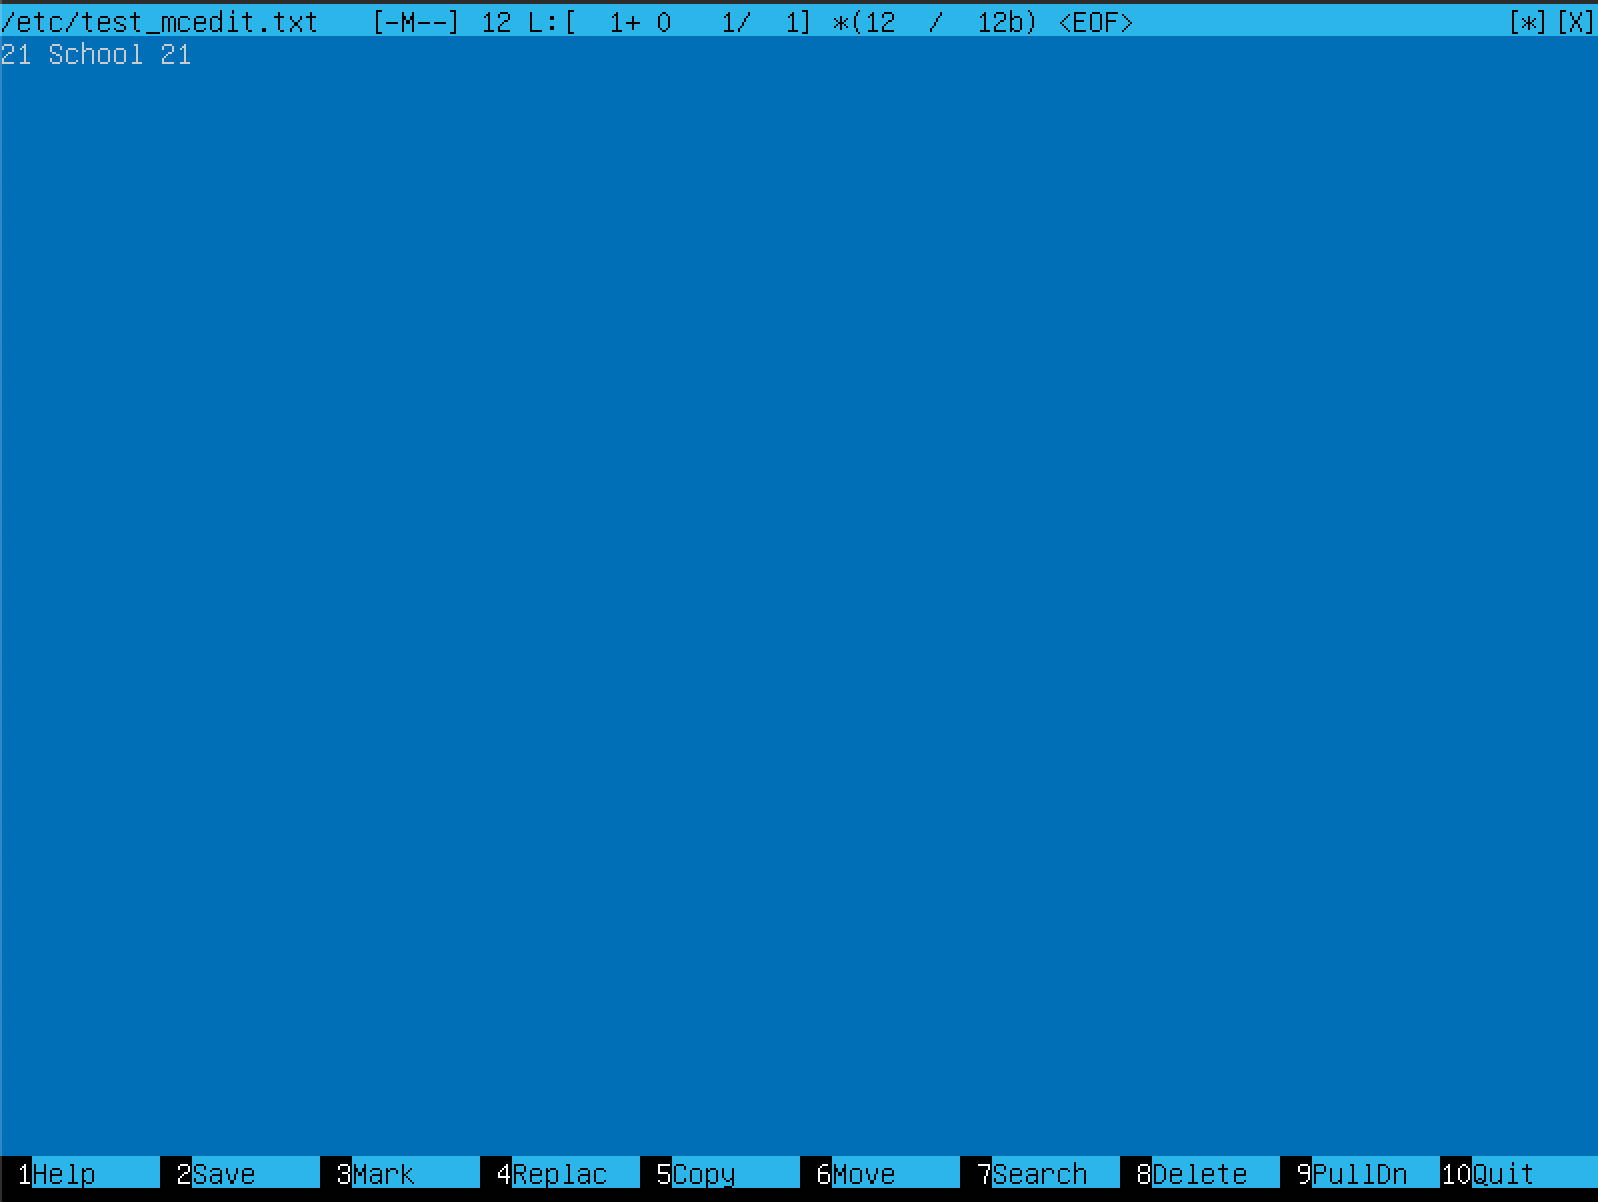 /etc/test_mcedit.txt   [-M--] 12 L:[  1+ 0   1/  1] *(12  /  12b) <EOF>   [*][X]
21 School 21
1Help 2Save 3Mark 4Replac 5Copy 6Move 7Search 8Delete 9PullDn 10Quit